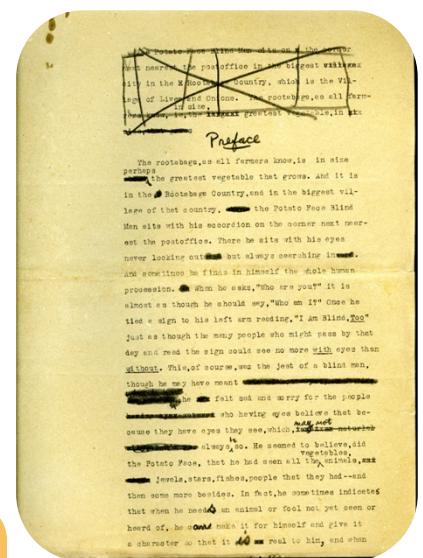 the Potato Face Blind Man sits on the corner
next nearest the postoffice in the biggest
city in the Rootabaga Country, which is the Vil-
lage of Liver and Onions. The rootabaga, as all farm-
in size,
ers know, is the greatest vegetable, in
Preface
The rootabaga, as all farmers know, is in size
perhaps
the greatest vegetable that grows. And it is
in the Rootabaga Country, and in the biggest vil-
lage of that country, the Potato Face Blind
Man sits with his accordion on the corner next near-
est the postoffice. There he sits with his eyes
never looking out but always searching in
And sometimes he finds in himself the whole human
procession. When he asks, "Who are you?" it is
almost as though he should say, "Who am I?" Once he
tied a sign to his left arm reading, "I Am Blind, Too"
just as though the many people who might pass by that
day and read the sign could see no more with eyes than
without. This, of course, was the jest of a blind man,
though he may have meant
he felt sad and sorry for the people
who having eyes believe that be-
may not
cause they have eyes they see, which,
always so. He seemed to believe, did
vegetables,
the Potato Face, that he had seen all the animals,
jewels, stars, fishes, people that they had--and
then some more besides. In fact, he sometimes indicates
that when he needs an animal or fool not yet seen or
heard of, he can make it for himself and give it
a character so that it is real to him, and when